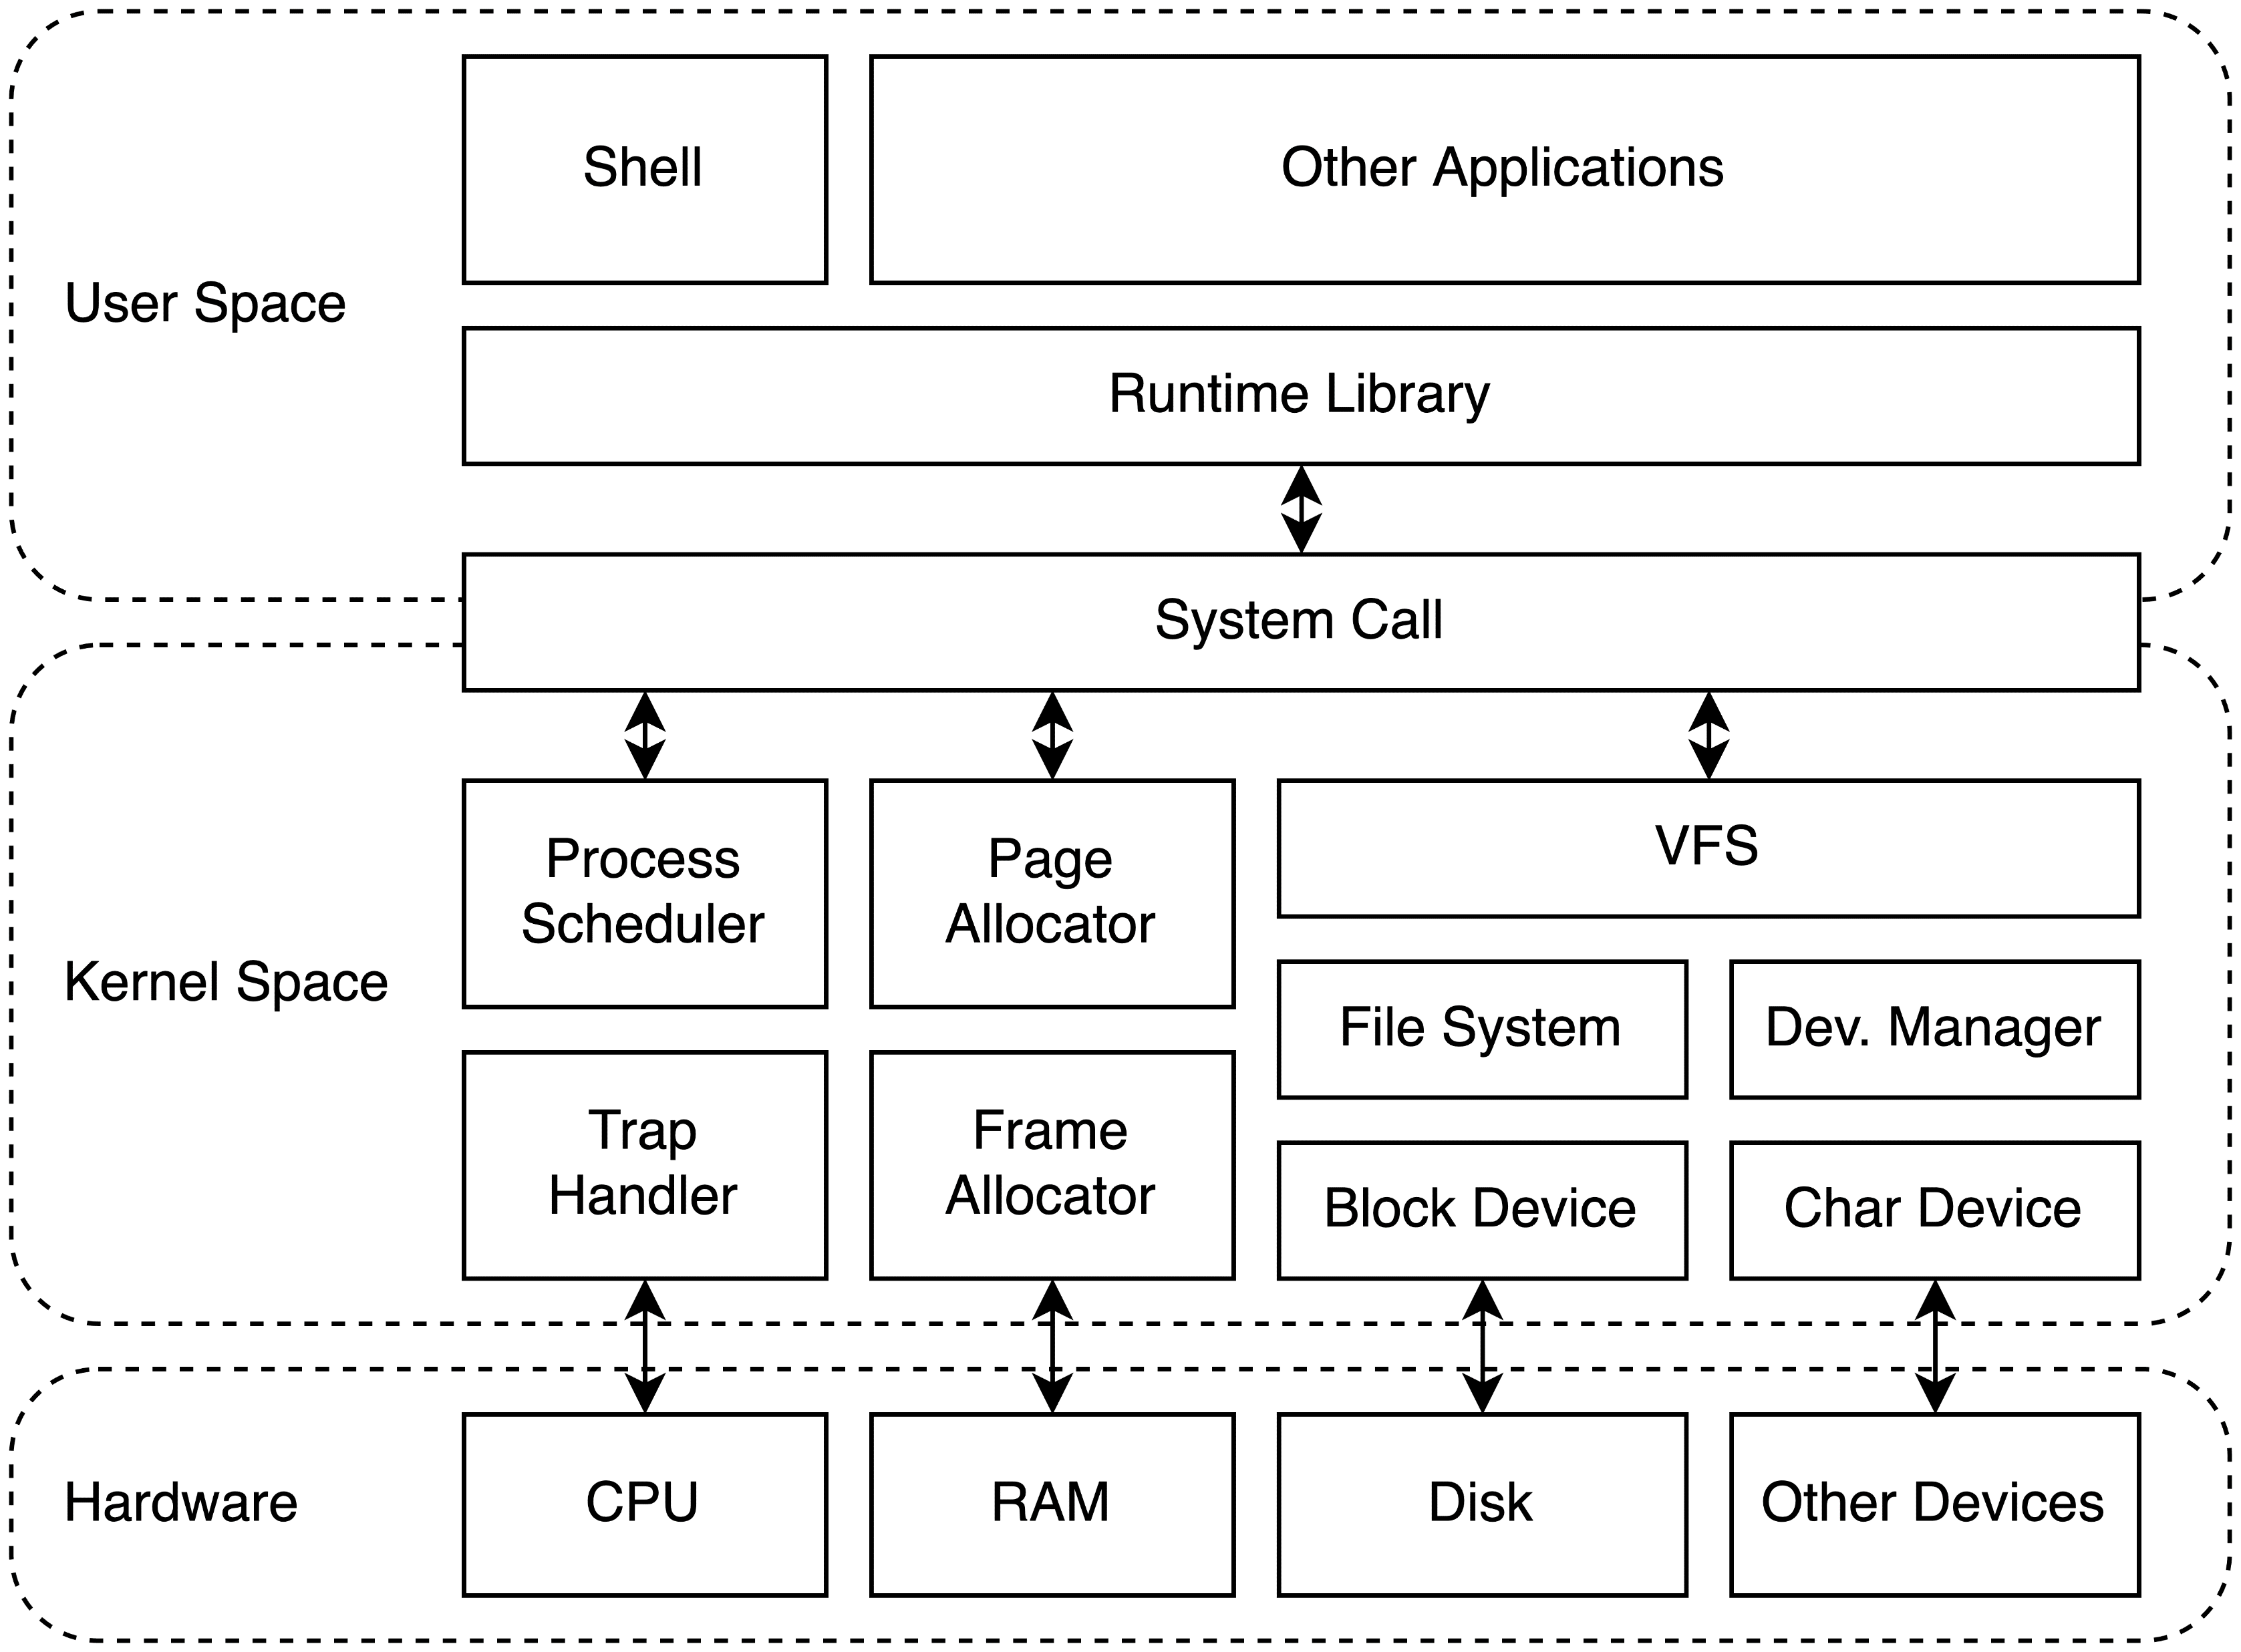 Shell
Other Applications
User Space
Runtime Library
System Call
Process
Scheduler
Page
Allocator
VFS
Kernel Space
File System
Dev. Manager
Trap
Handler
Frame
Allocator
Block Device
Char Device
Hardware
CPU
RAM
Disk
Other Devices